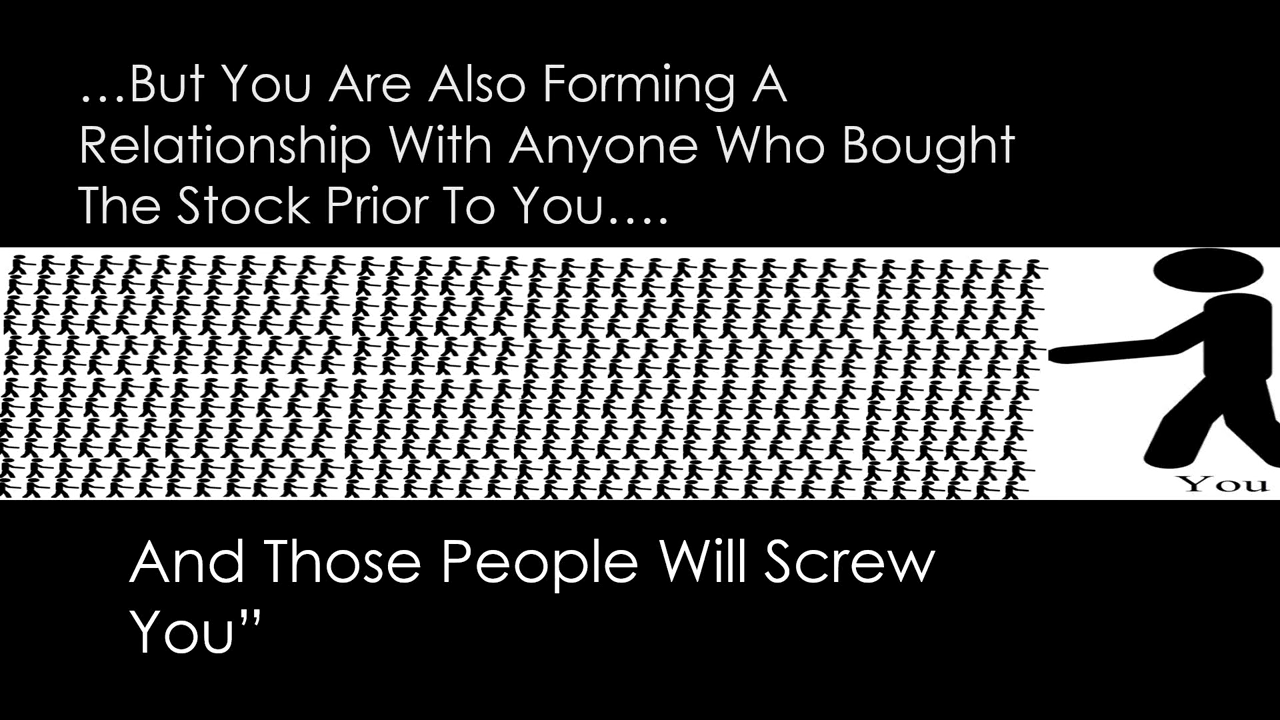 …But You Are Also Forming A
Relationship With Anyone Who Bought
The Stock Prior To You….
You
And Those People Will Screw
You”